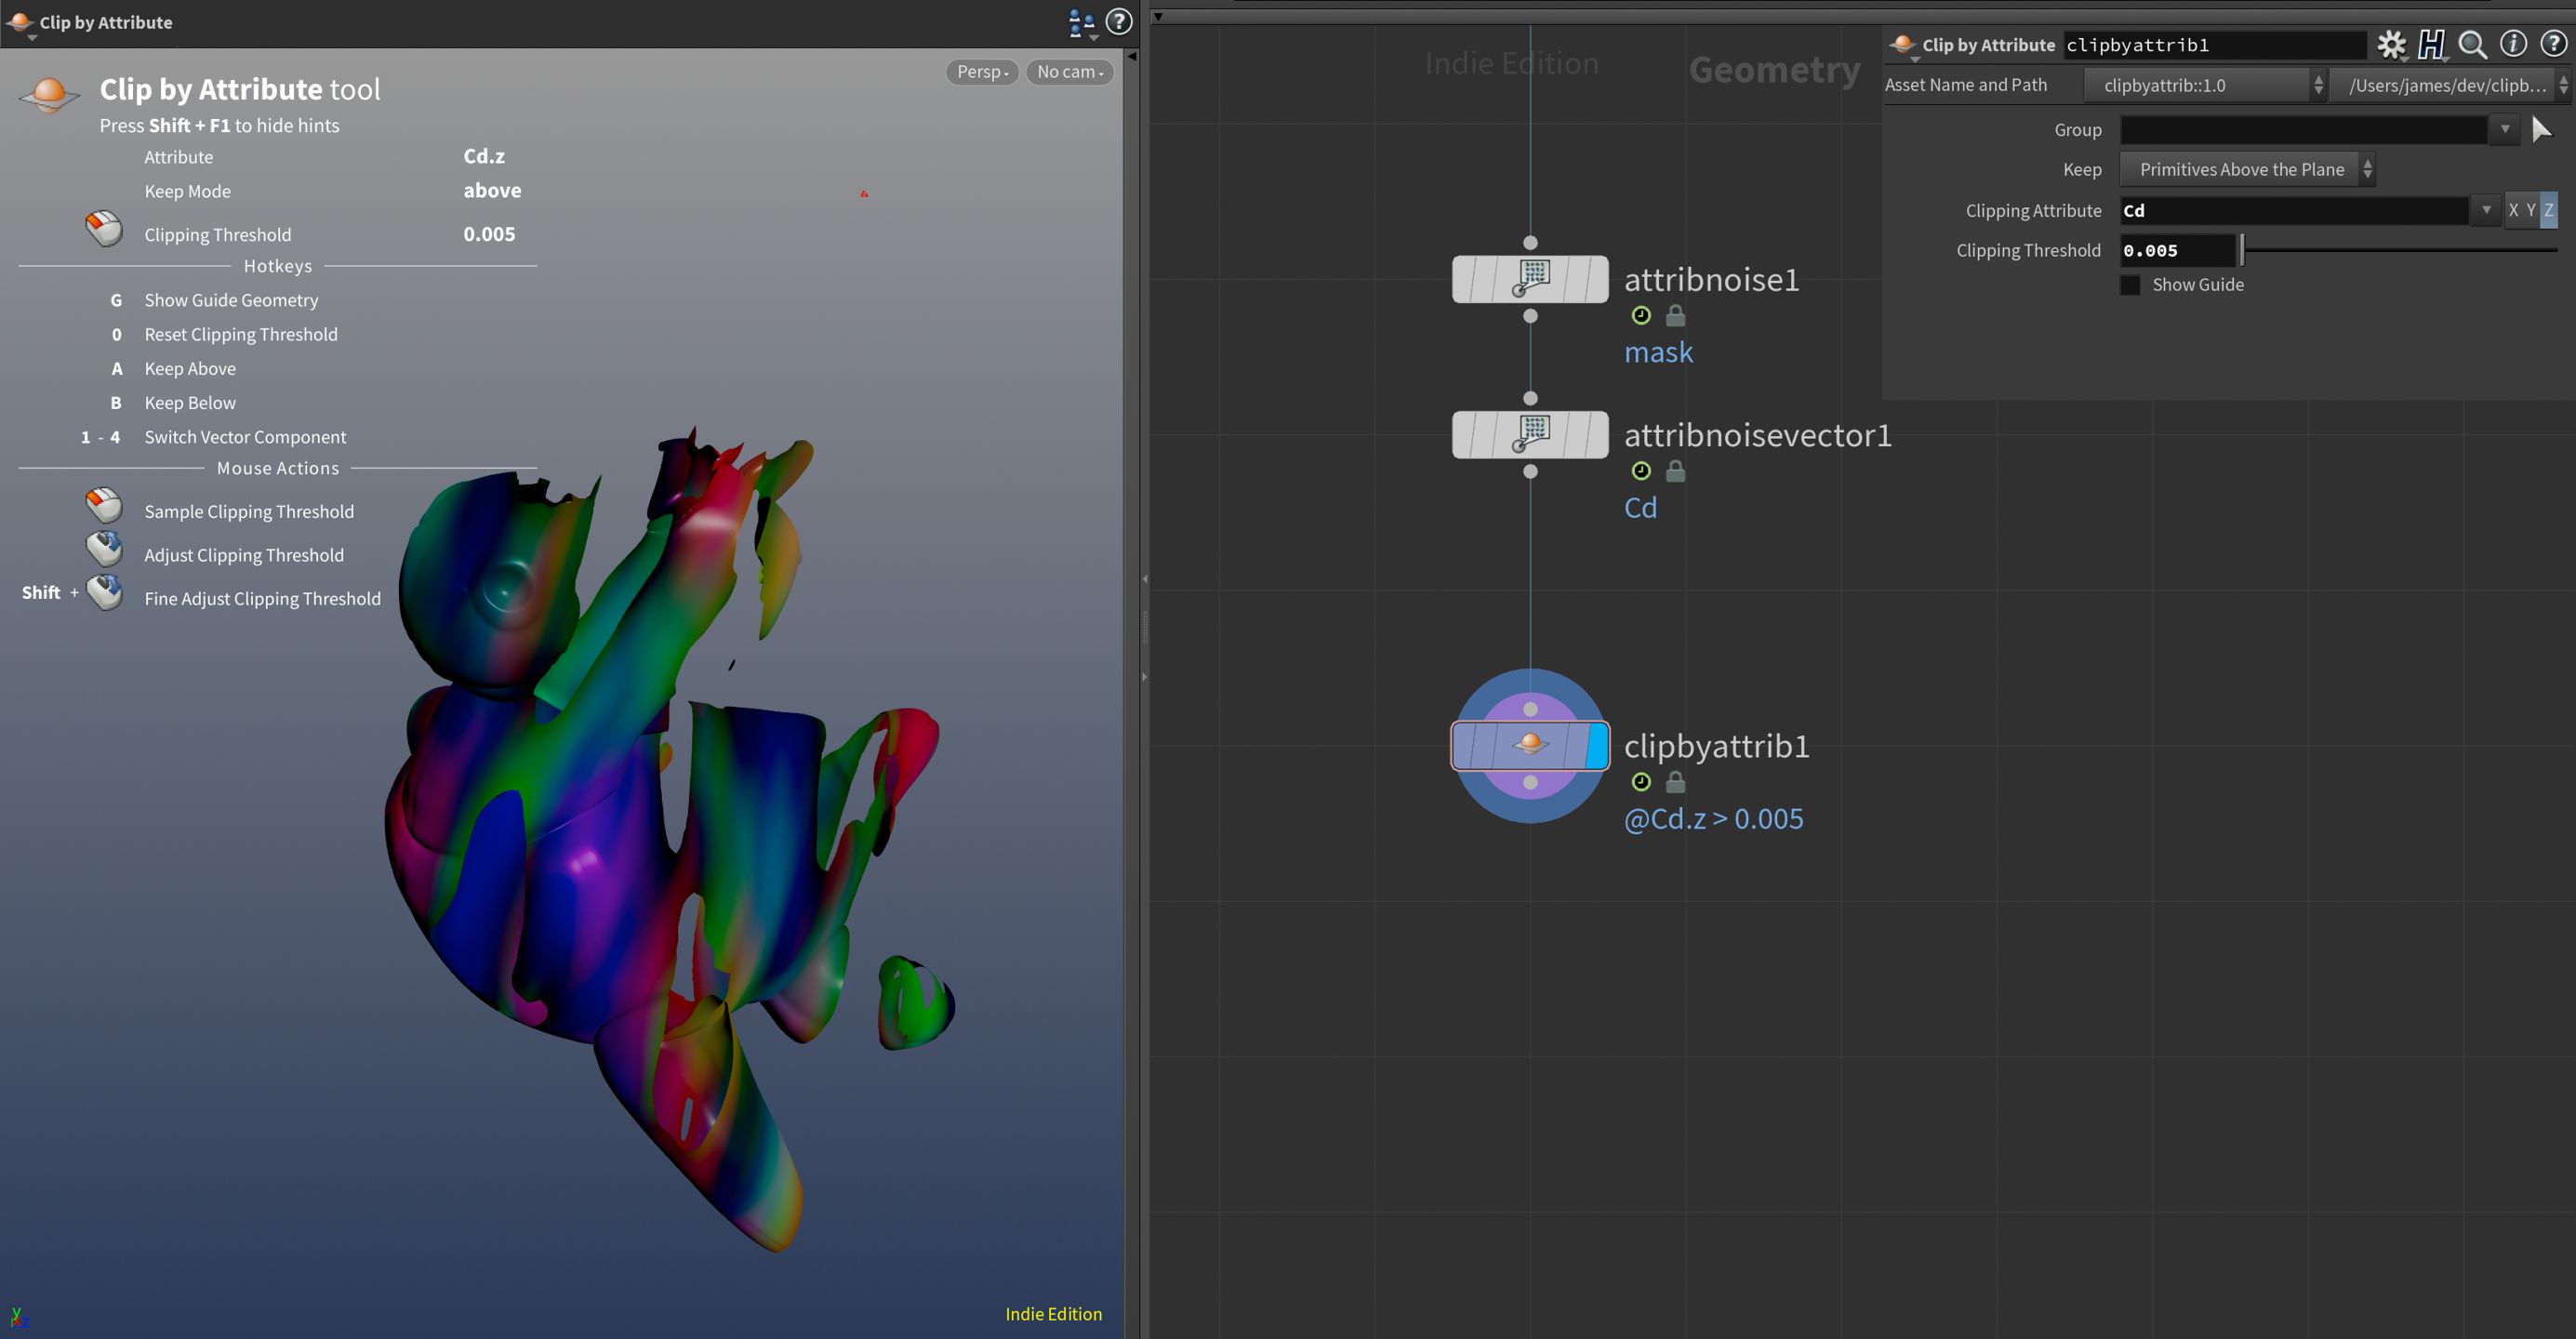 Clip by Attribute
Clip by Attribute tool
Press Shift + F1 to hide hints
Persp
No cam
Attribute Cd.z
Keep Mode above
Clipping Threshold 0.005
Hotkeys
G Show Guide Geometry
0 Reset Clipping Threshold
A Keep Above
B Keep Below
1 - 4 Switch Vector Component
Mouse Actions
Sample Clipping Threshold
Adjust Clipping Threshold
Shift + Fine Adjust Clipping Threshold
Indie Edition
y
x z
Indie Edition
Geometry
attribnoise1
mask
attribnoisevector1
Cd
clipbyattrib1
@Cd.z > 0.005
Clip by Attribute clipbyattrib1
Asset Name and Path clipbyattrib::1.0 /Users/james/dev/clipb...
Group
Keep Primitives Above the Plane
Clipping Attribute Cd X Y Z
Clipping Threshold 0.005
Show Guide